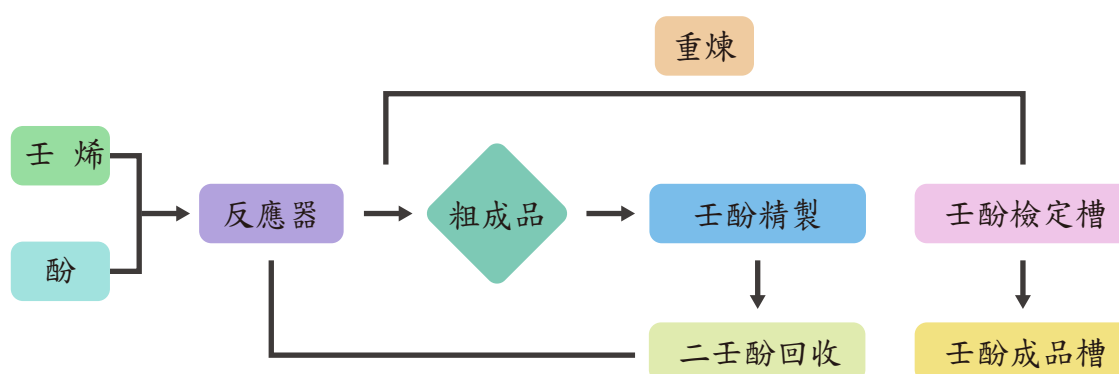 重煉
壬 烯
酚
反應器
粗成品
壬酚精製
壬酚檢定槽
二壬酚回收
壬酚成品槽